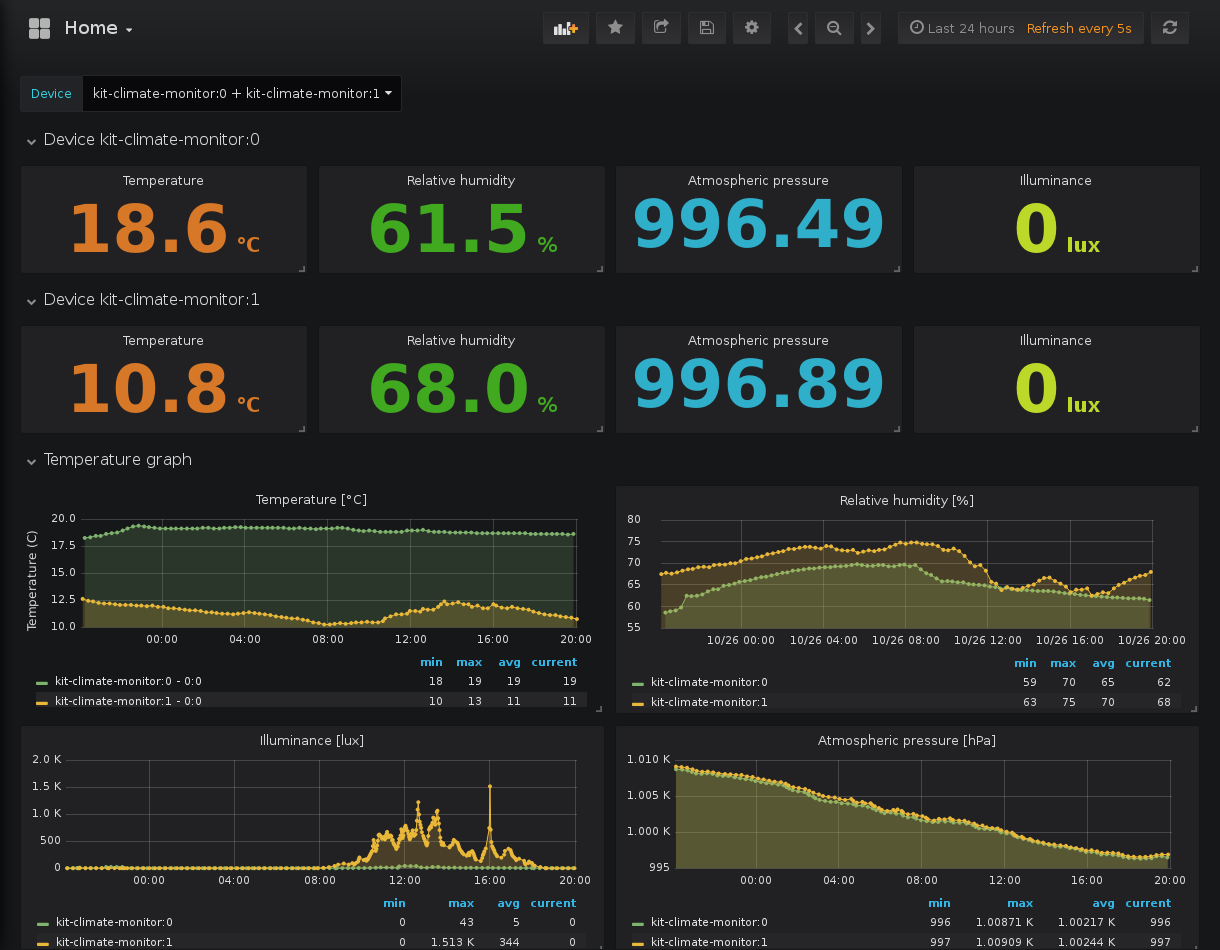 Home
Last 24 hours Refresh every 5s
Device kit-climate-monitor:0 + kit-climate-monitor:1
Device kit-climate-monitor:0
Temperature Relative humidity Atmospheric pressure Illuminance
18.6 °C 61.5 % 996.49 0 lux
Device kit-climate-monitor:1
Temperature Relative humidity Atmospheric pressure Illuminance
10.8 °C 68.0 % 996.89 0 lux
Temperature graph
Temperature [°C]
Temperature (C)
20.0
17.5
15.0
12.5
10.0
00:00 04:00 08:00 12:00 16:00 20:00
min max avg current
kit-climate-monitor:0 - 0:0 18 19 19 19
kit-climate-monitor:1 - 0:0 10 13 11 11
Relative humidity [%]
80
75
70
65
60
55
10/26 00:00 10/26 04:00 10/26 08:00 10/26 12:00 10/26 16:00 10/26 20:00
min max avg current
kit-climate-monitor:0 59 70 65 62
kit-climate-monitor:1 63 75 70 68
Illuminance [lux]
2.0 K
1.5 K
1.0 K
500
0
00:00 04:00 08:00 12:00 16:00 20:00
min max avg current
kit-climate-monitor:0 0 43 5 0
kit-climate-monitor:1 0 1.513 K 344 0
Atmospheric pressure [hPa]
1.010 K
1.005 K
1.000 K
995
00:00 04:00 08:00 12:00 16:00 20:00
min max avg current
kit-climate-monitor:0 996 1.00871 K 1.00217 K 996
kit-climate-monitor:1 997 1.00909 K 1.00244 K 997